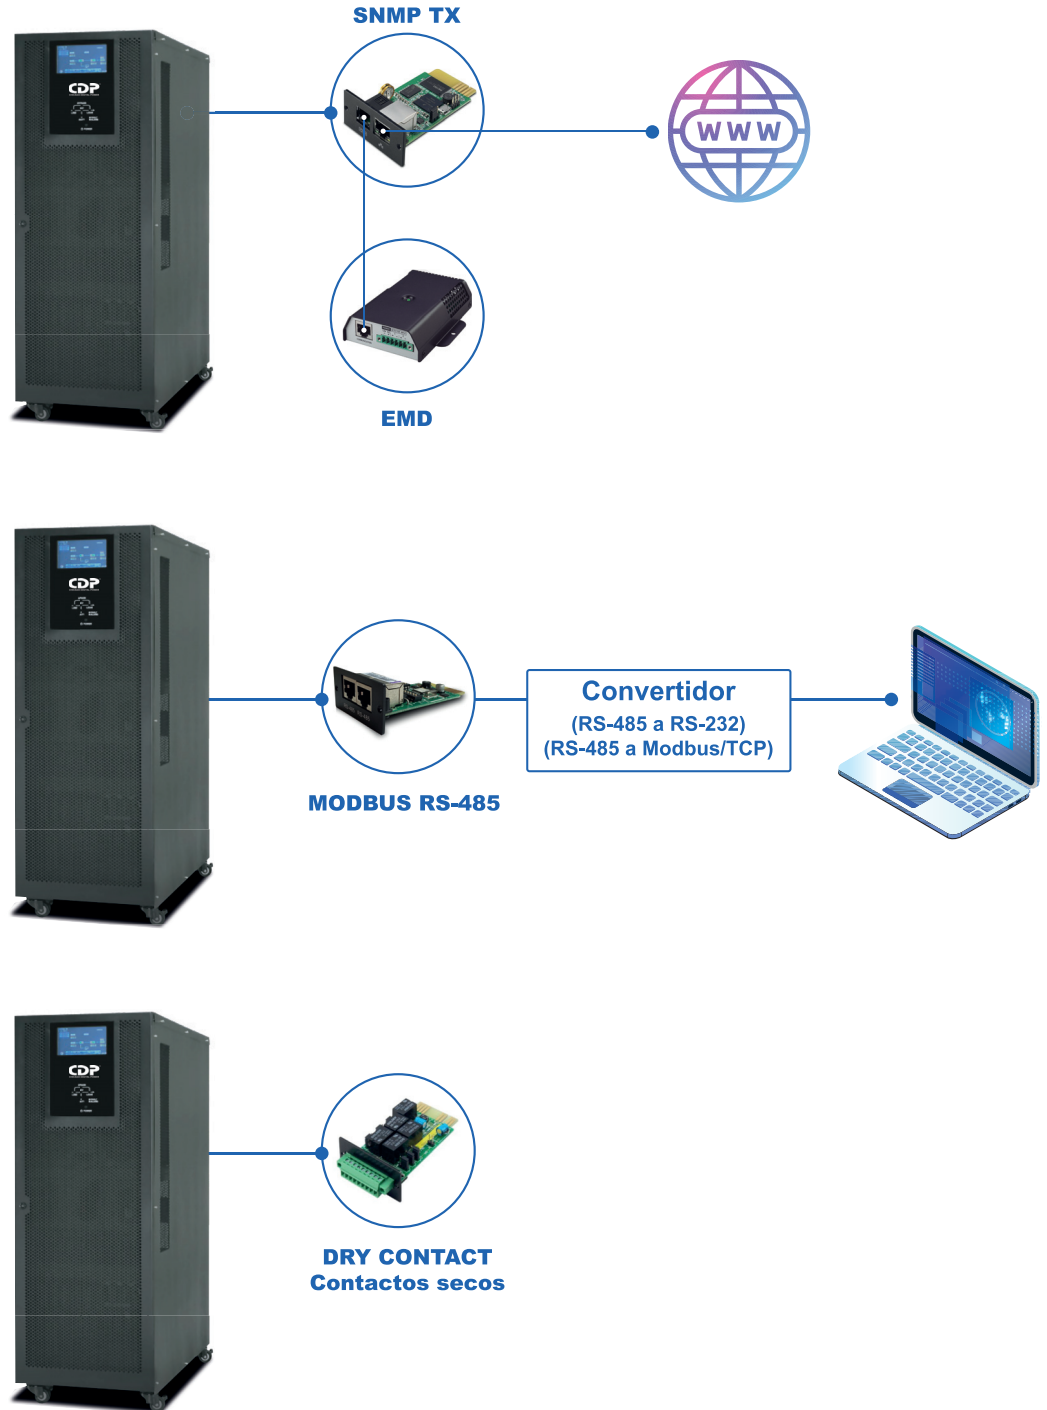 SNMP TX
CDP
WWW
EMD
CDP
Convertidor
(RS-485 a RS-232)
(RS-485 a Modbus/TCP)
MODBUS RS-485
CDP
DRY CONTACT
Contactos secos